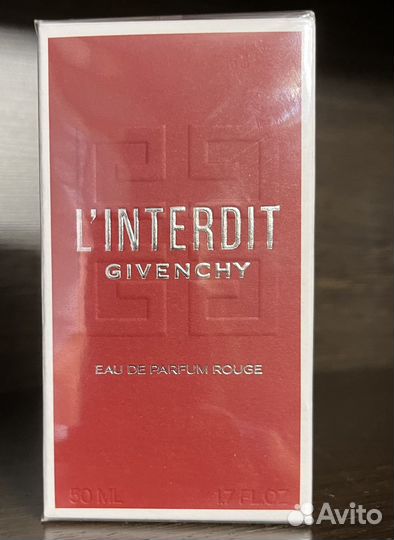 L'INTERDIT
GIVENCHY
EAU DE PARFUM ROUGE
50 ML 1.7 FL.OZ
Avito